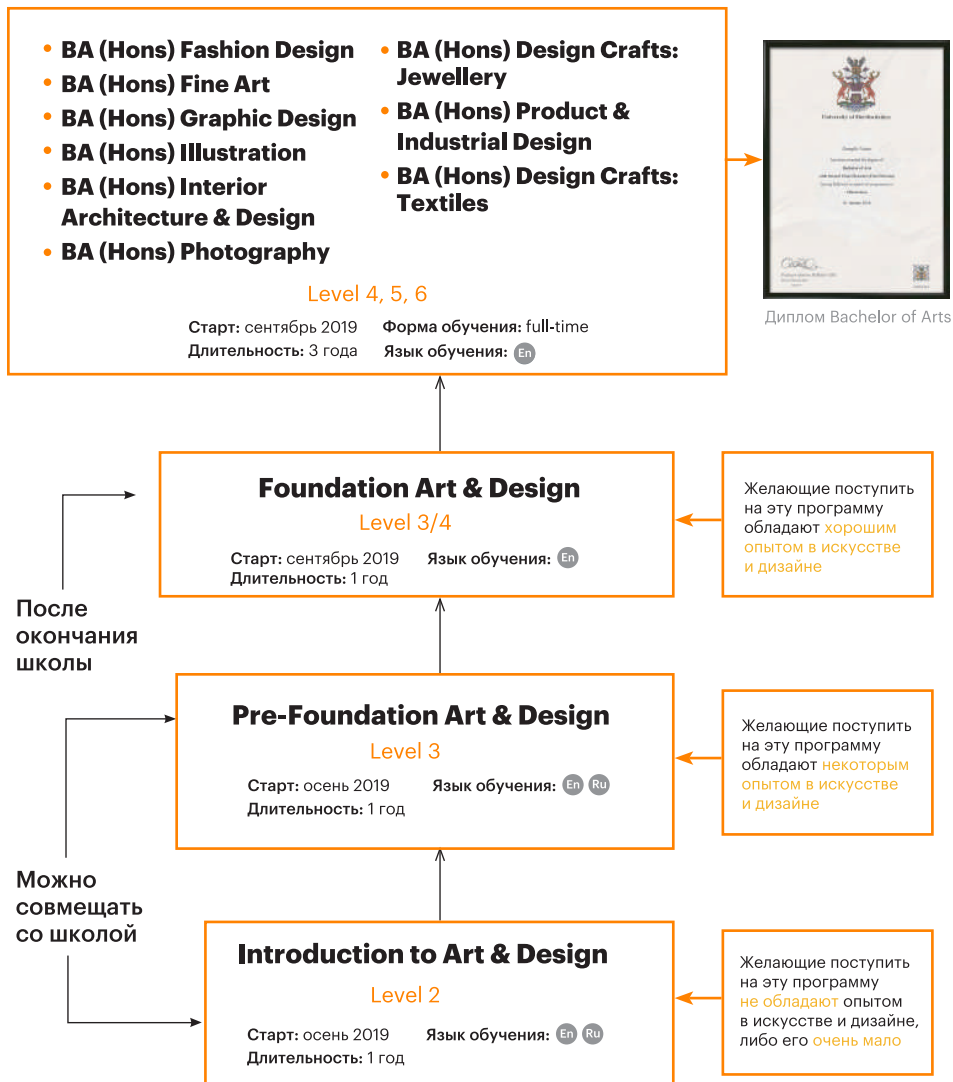 • BA (Hons) Fashion Design
• BA (Hons) Fine Art
• BA (Hons) Graphic Design
• BA (Hons) Illustration
• BA (Hons) Interior
Architecture & Design
• BA (Hons) Photography
• BA (Hons) Design Crafts:
Jewellery
• BA (Hons) Product &
Industrial Design
• BA (Hons) Design Crafts:
Textiles
Level 4, 5, 6
Старт: сентябрь 2019
Форма обучения: full-time
Длительность: 3 года
Язык обучения: En
University of Hertfordshire
Диплом Bachelor of Arts
Foundation Art & Design
Level 3/4
Старт: сентябрь 2019
Язык обучения: En
Длительность: 1 год
Желающие поступить
на эту программу
обладают хорошим
опытом в искусстве
и дизайне
После
окончания
школы
Pre-Foundation Art & Design
Level 3
Старт: осень 2019
Язык обучения: En Ru
Длительность: 1 год
Желающие поступить
на эту программу
обладают некоторым
опытом в искусстве
и дизайне
Можно
совмещать
со школой
Introduction to Art & Design
Level 2
Старт: осень 2019
Язык обучения: En Ru
Длительность: 1 год
Желающие поступить
на эту программу
не обладают опытом
в искусстве и дизайне,
либо его очень мало